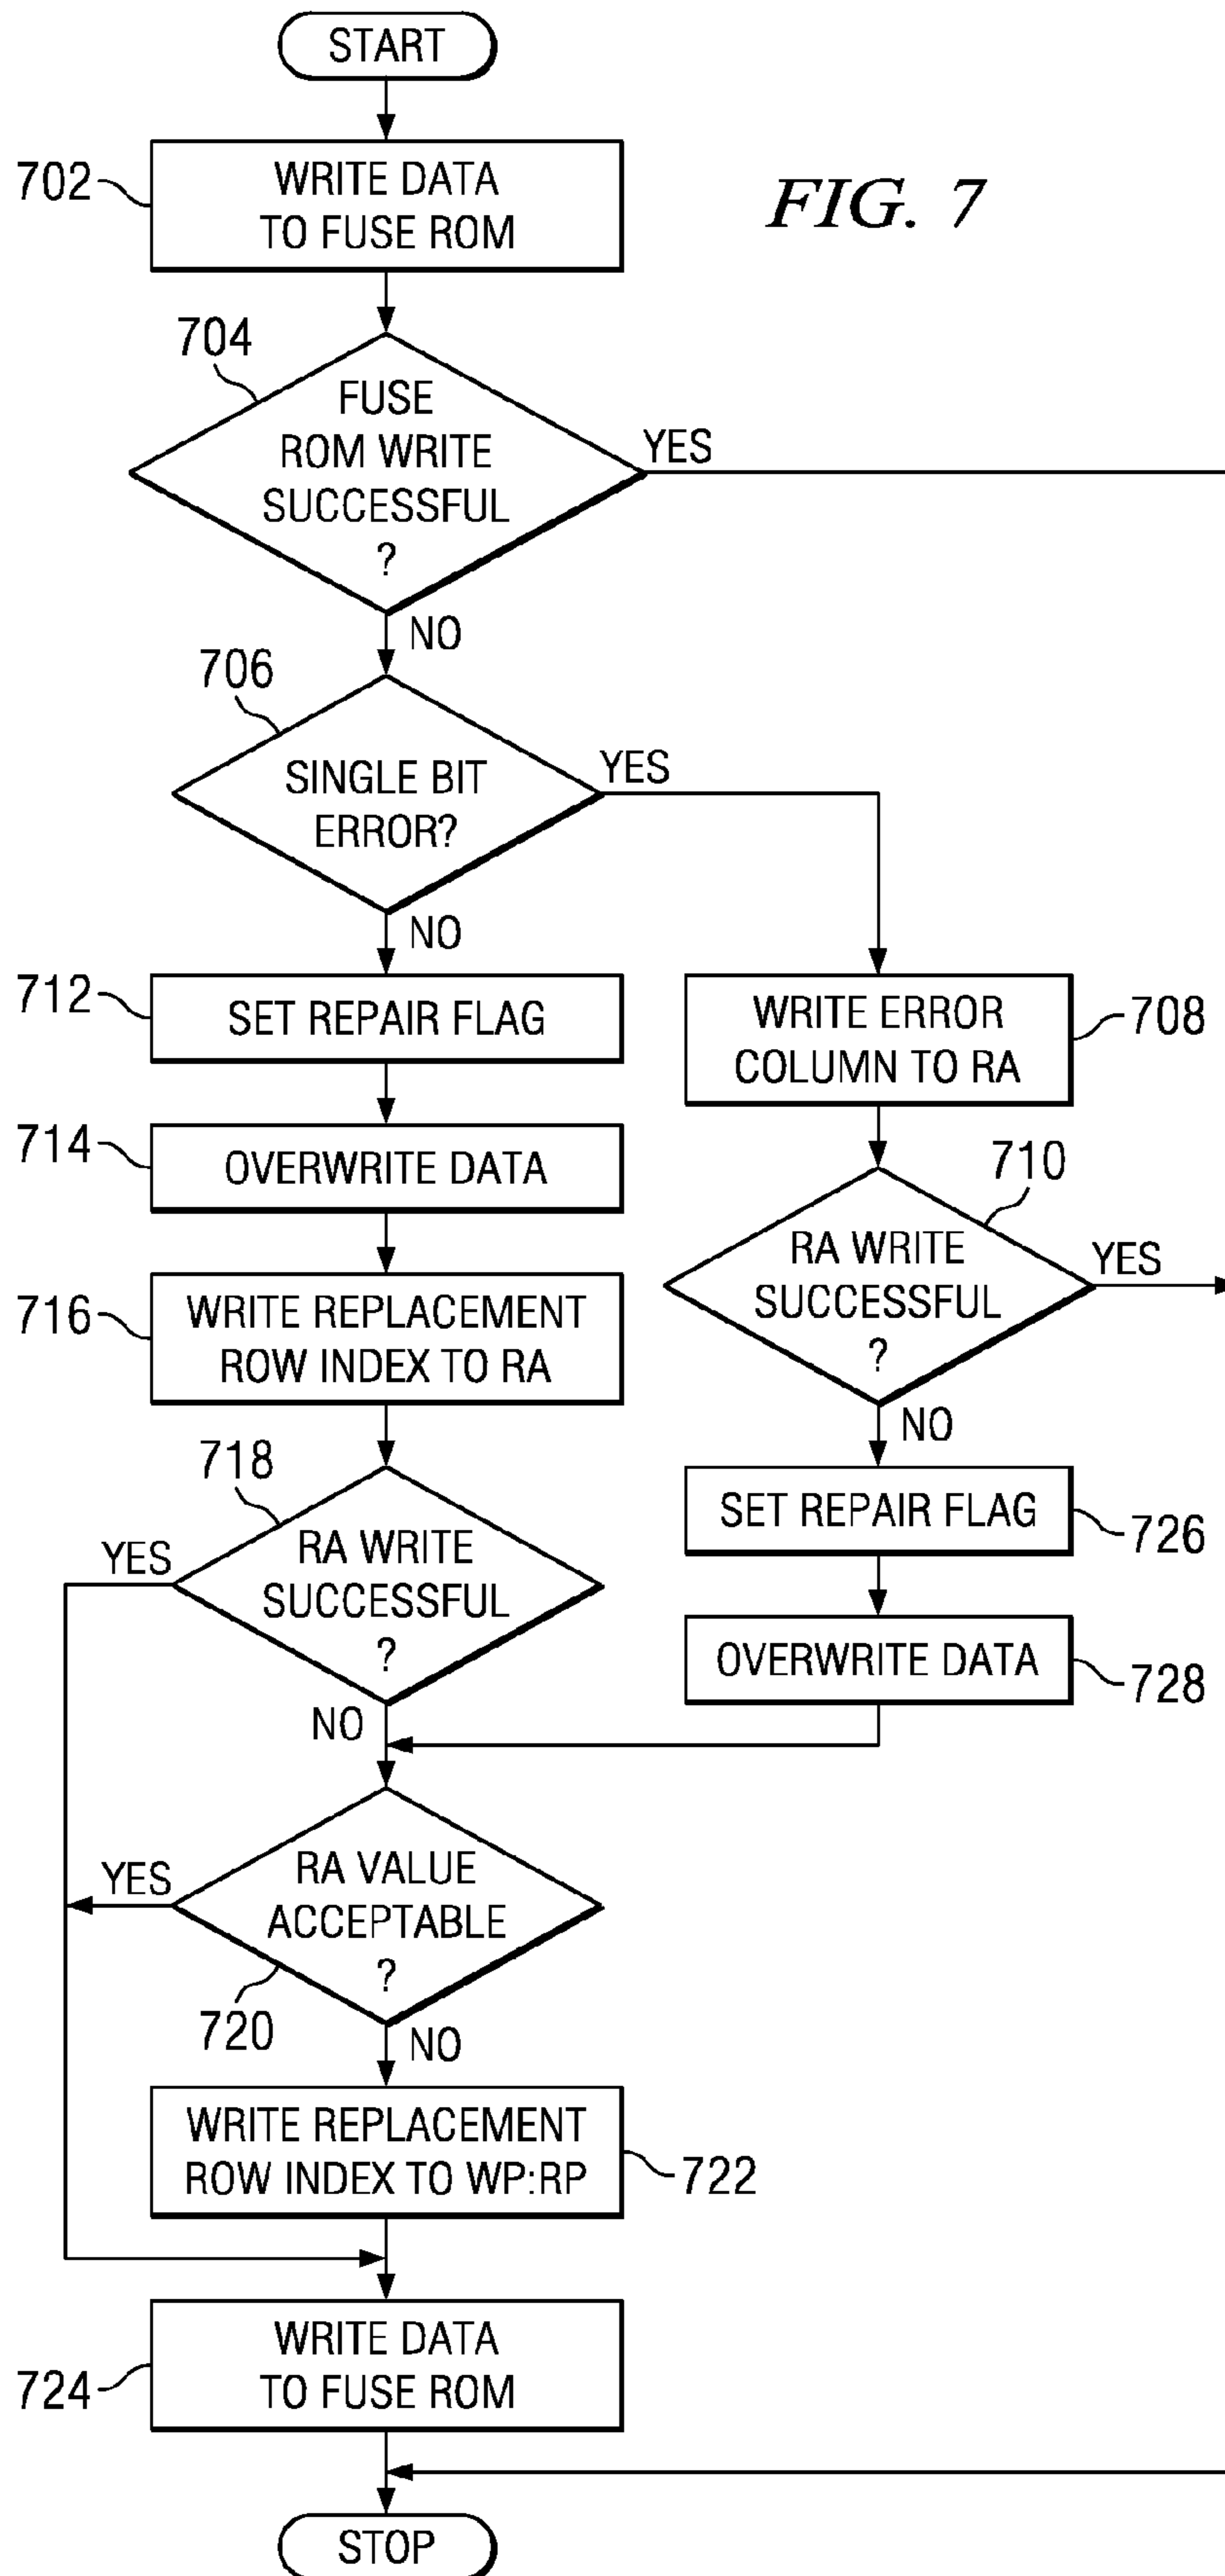 START
702
WRITE DATA
TO FUSE ROM
FIG. 7
704
FUSE
ROM WRITE
SUCCESSFUL
?
YES
NO
706
SINGLE BIT
ERROR?
YES
NO
712
SET REPAIR FLAG
WRITE ERROR
COLUMN TO RA
708
714
OVERWRITE DATA
710
RA WRITE
SUCCESSFUL
?
YES
NO
716
WRITE REPLACEMENT
ROW INDEX TO RA
718
RA WRITE
SUCCESSFUL
?
YES
NO
SET REPAIR FLAG
726
OVERWRITE DATA
728
RA VALUE
ACCEPTABLE
?
YES
720
NO
WRITE REPLACEMENT
ROW INDEX TO WP:RP
722
724
WRITE DATA
TO FUSE ROM
STOP